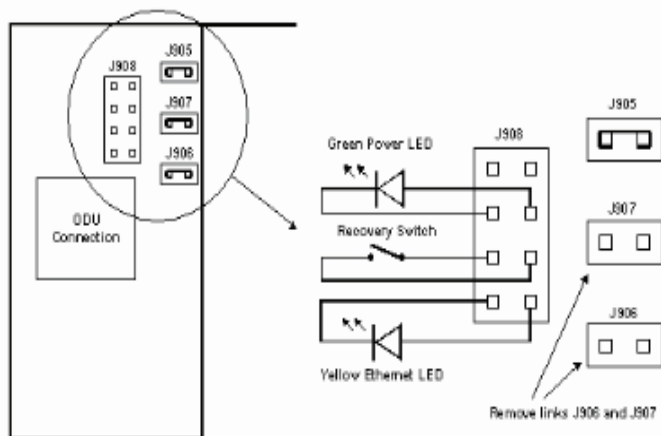 J905
J908
J907
J906
ODU
Connection
J908
Green Power LED
Recovery Switch
Yellow Ethernet LED
J905
J907
J906
Remove links J906 and J907